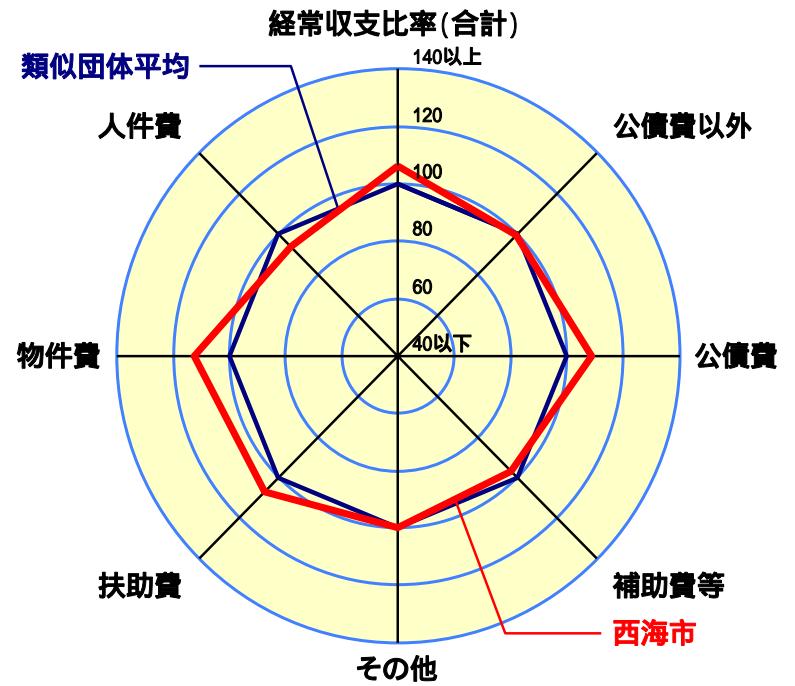 経常収支比率(合計)
類似団体平均
140以上
120
100
80
60
40以下
人件費
公債費以外
物件費
公債費
扶助費
補助費等
西海市
その他